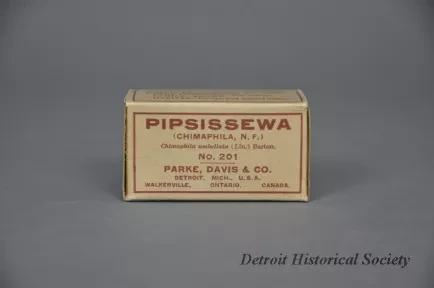 PIPSISSEWA
(CHIMAPHILA, N. F.)
Chimaphila umbellata (Lin.) Barton.
No. 201
PARKE, DAVIS & CO.
DETROIT, MICH., U.S.A.
WALKERVILLE, ONTARIO, CANADA.
Detroit Historical Society